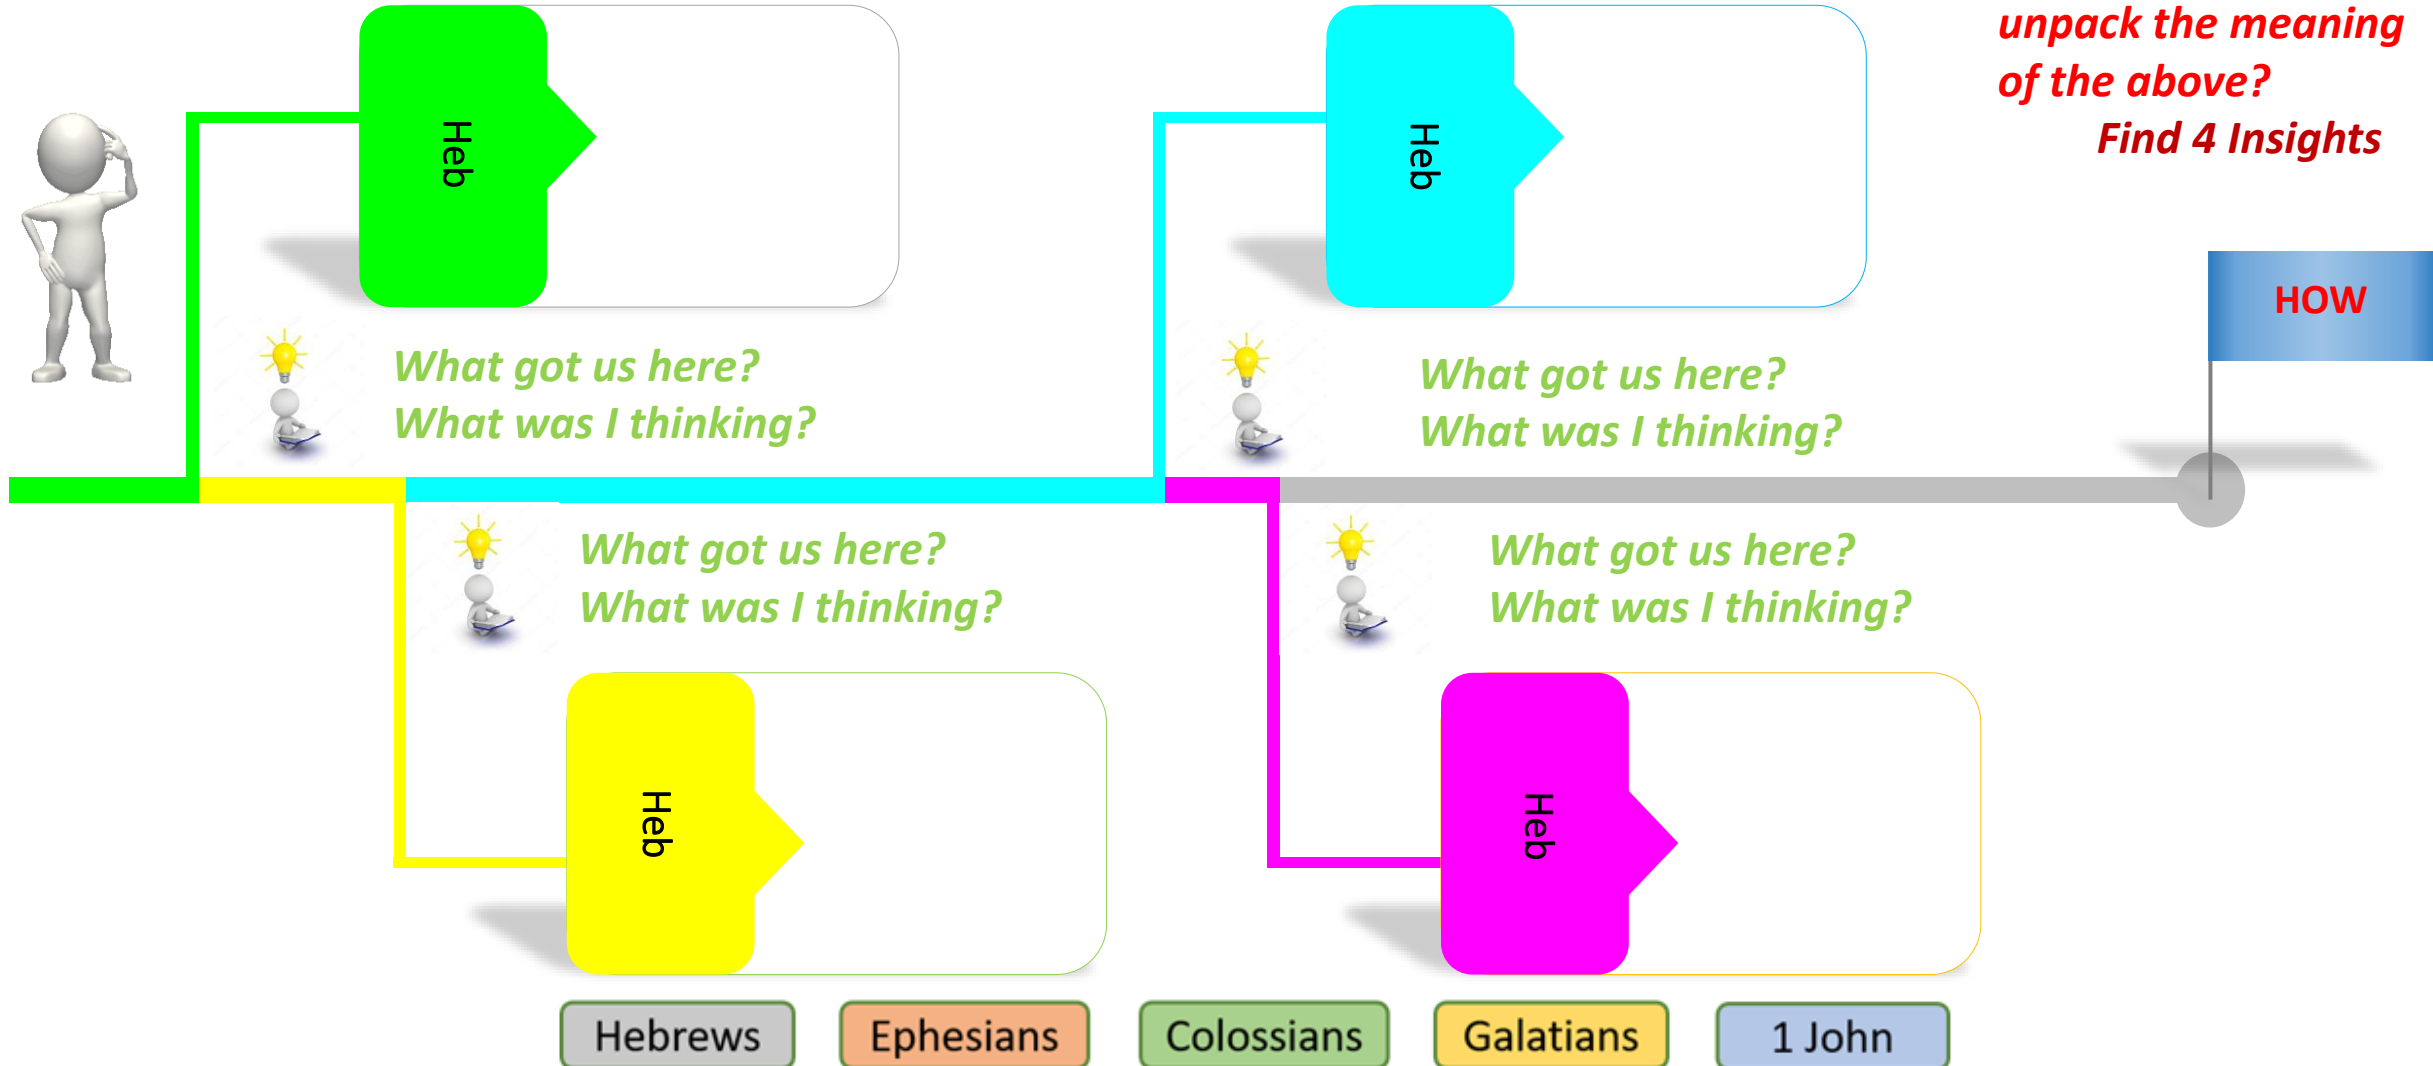 unpack the meaning
of the above?
Find 4 Insights
Heb
Heb
HOW
What got us here?
What was I thinking?
What got us here?
What was I thinking?
What got us here?
What was I thinking?
What got us here?
What was I thinking?
Heb
Heb
Hebrews
Ephesians
Colossians
Galatians
1 John